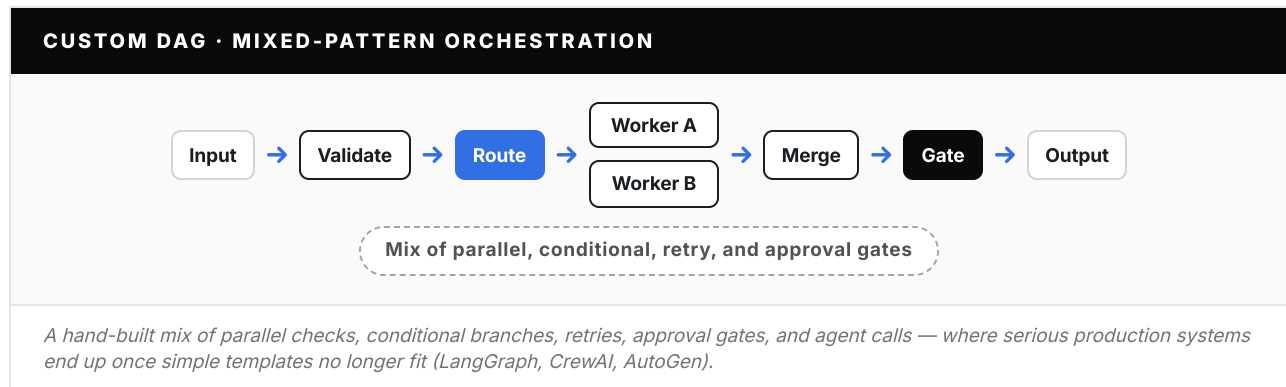 CUSTOM DAG · MIXED-PATTERN ORCHESTRATION
Input
Validate
Route
Worker A
Worker B
Merge
Gate
Output
Mix of parallel, conditional, retry, and approval gates
A hand-built mix of parallel checks, conditional branches, retries, approval gates, and agent calls — where serious production systems
end up once simple templates no longer fit (LangGraph, CrewAI, AutoGen).